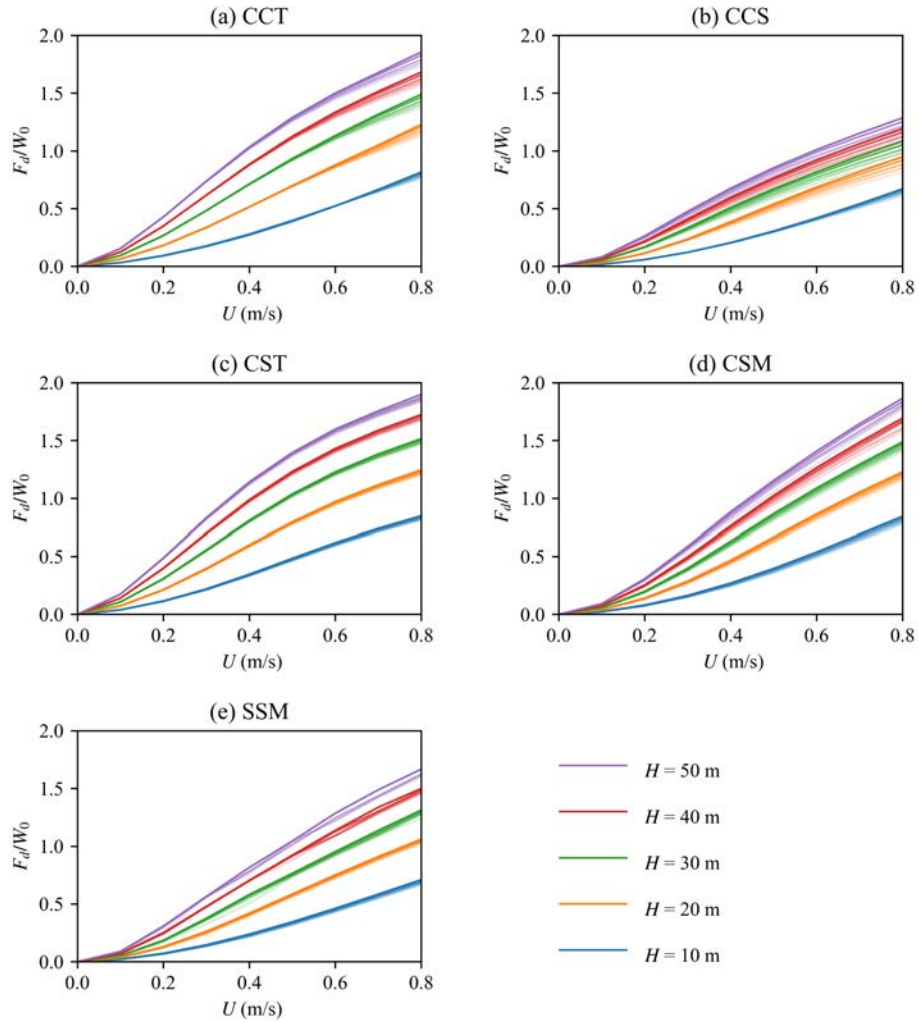 (a) CCT
(b) CCS
2.0
1.5
1.0
0.5
0.0
F_d/W_0
0.0 0.2 0.4 0.6 0.8
U (m/s)
2.0
1.5
1.0
0.5
0.0
F_d/W_0
0.0 0.2 0.4 0.6 0.8
U (m/s)
(c) CST
(d) CSM
2.0
1.5
1.0
0.5
0.0
F_d/W_0
0.0 0.2 0.4 0.6 0.8
U (m/s)
2.0
1.5
1.0
0.5
0.0
F_d/W_0
0.0 0.2 0.4 0.6 0.8
U (m/s)
(e) SSM
2.0
1.5
1.0
0.5
0.0
F_d/W_0
0.0 0.2 0.4 0.6 0.8
U (m/s)
H = 50 m
H = 40 m
H = 30 m
H = 20 m
H = 10 m